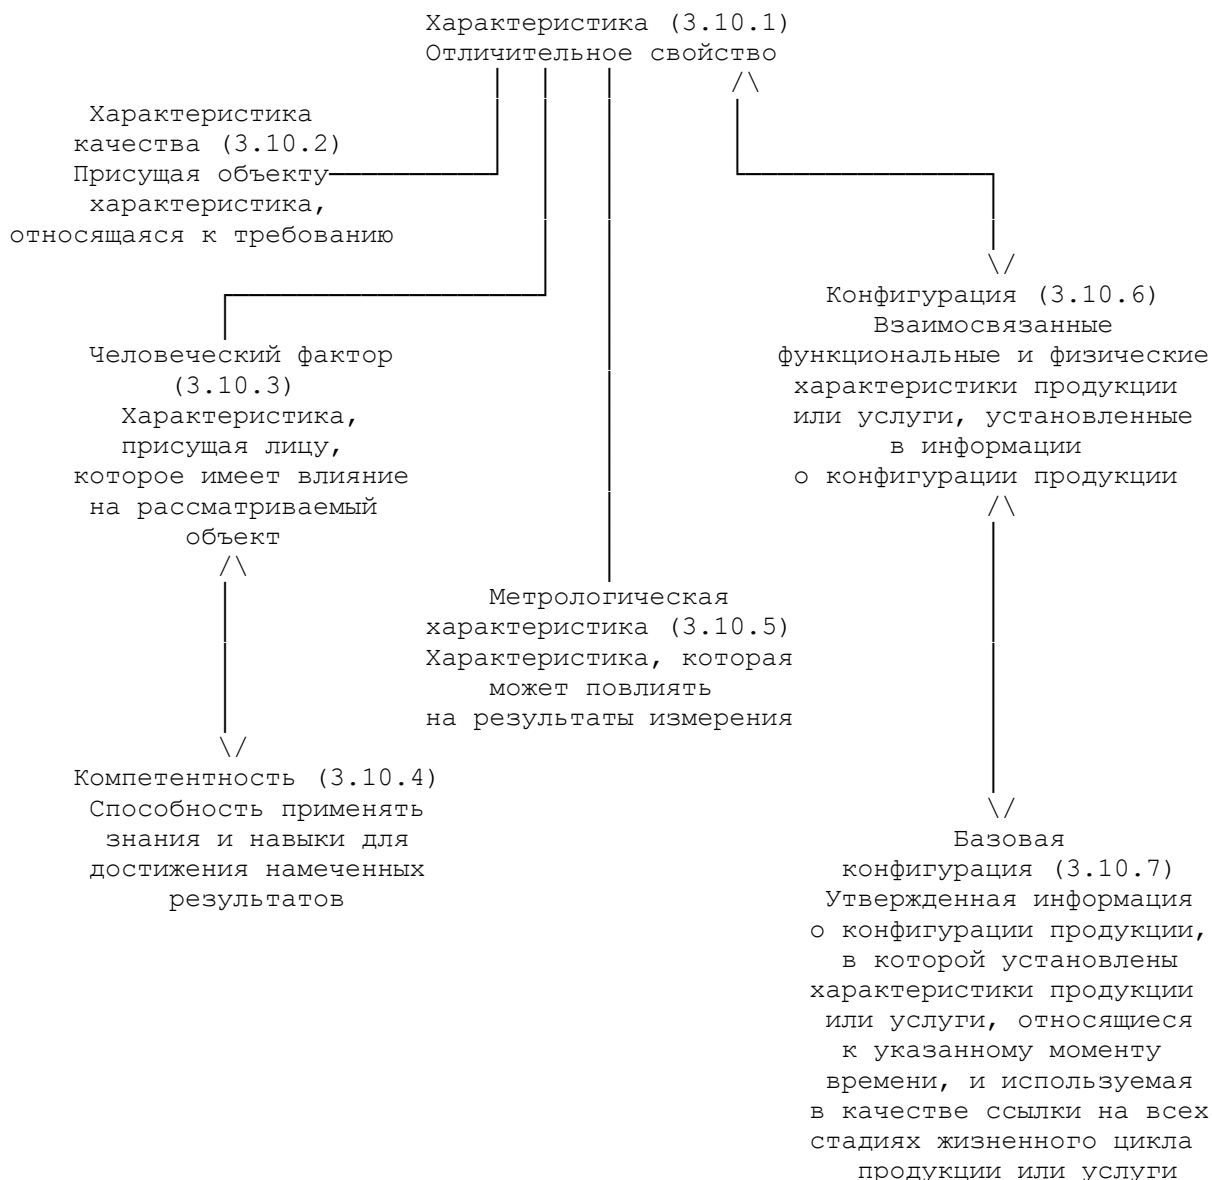 Характеристика (3.10.1)
Отличительное свойство
Характеристика
качества (3.10.2)
Присущая объекту
характеристика,
относящаяся к требованию
Человеческий фактор
(3.10.3)
Характеристика,
присущая лицу,
которое имеет влияние
на рассматриваемый
объект
Компетентность (3.10.4)
Способность применять
знания и навыки для
достижения намеченных
результатов
Метрологическая
характеристика (3.10.5)
Характеристика, которая
может повлиять
на результаты измерения
Конфигурация (3.10.6)
Взаимосвязанные
функциональные и физические
характеристики продукции
или услуги, установленные
в информации
о конфигурации продукции
Базовая
конфигурация (3.10.7)
Утвержденная информация
о конфигурации продукции,
в которой установлены
характеристики продукции
или услуги, относящиеся
к указанному моменту
времени, и используемая
в качестве ссылки на всех
стадиях жизненного цикла
продукции или услуги